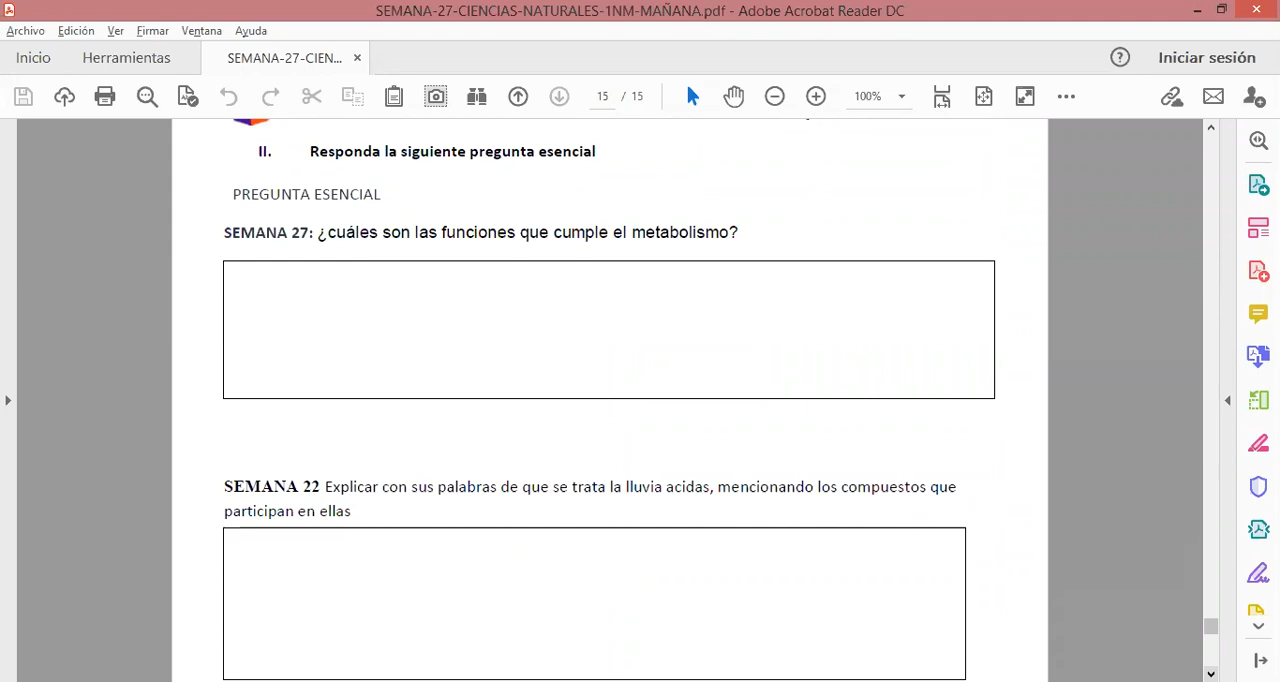 SEMANA-27-CIENCIAS-NATURALES-1NM-MAÑANA.pdf - Adobe Acrobat Reader DC
Archivo Edición Ver Firmar Ventana Ayuda
Inicio Herramientas SEMANA-27-CIEN... × Iniciar sesión
15 / 15 100%
II. Responda la siguiente pregunta esencial
PREGUNTA ESENCIAL
SEMANA 27: ¿cuáles son las funciones que cumple el metabolismo?
SEMANA 22 Explicar con sus palabras de que se trata la lluvia acidas, mencionando los compuestos que
participan en ellas